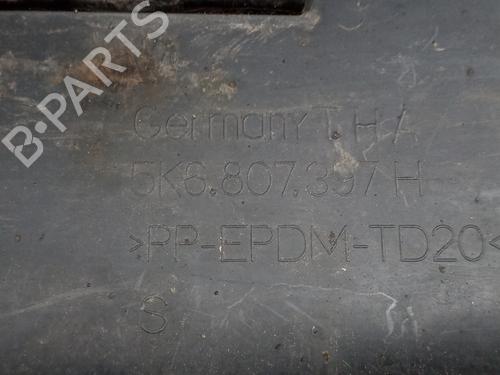 B-PARTS
Germany T.H /
5K6.807.397 H
>PP-EPDM-TD20<
S